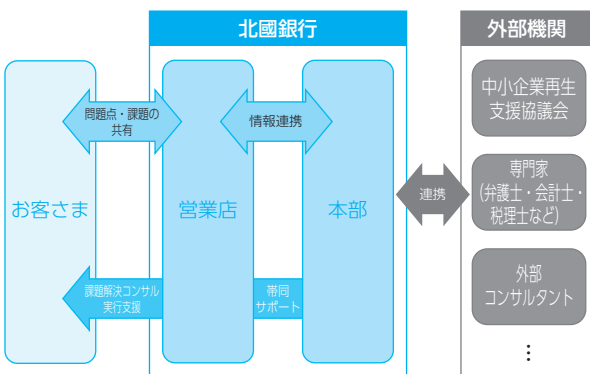 北國銀行
外部機関
お客さま
問題点・課題の
共有
営業店
情報連携
本部
連携
課題解決コンサル
実行支援
帯同
サポート
中小企業再生
支援協議会
専門家
(弁護士・会計士・
税理士など)
外部
コンサルタント
⋮